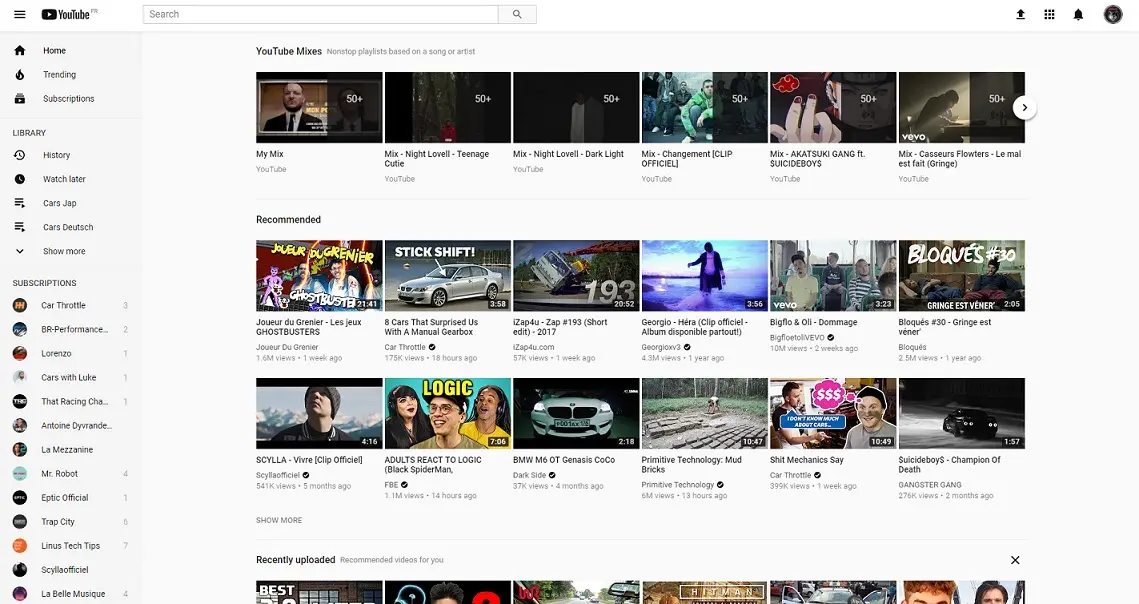 YouTube FR
Search
Home
Trending
Subscriptions
LIBRARY
History
Watch later
Cars Jap
Cars Deutsch
Show more
SUBSCRIPTIONS
Car Throttle 3
BR-Performance... 2
Lorenzo 1
Cars with Luke 1
That Racing Cha... 1
Antoine Dyvrande...
La Mezzanine
Mr. Robot 4
Eptic Official 1
Trap City 6
Linus Tech Tips 7
Scyllaofficiel
La Belle Musique 4
YouTube Mixes Nonstop playlists based on a song or artist
50+ 50+ 50+ 50+ 50+ 50+
vevo
My Mix
YouTube
Mix - Night Lovell - Teenage
Cutie
YouTube
Mix - Night Lovell - Dark Light
YouTube
Mix - Changement [CLIP
OFFICIEL]
YouTube
Mix - AKATSUKI GANG ft.
$UICIDEBOY$
YouTube
Mix - Casseurs Flowters - Le mal
est fait (Gringe)
YouTube
Recommended
JOUEUR DU GRENIER
GHOSTBUSTERS
21:41
Joueur du Grenier - Les jeux
GHOSTBUSTERS
Joueur Du Grenier
1.6M views • 1 week ago
STICK SHIFT!
3:58
8 Cars That Surprised Us
With A Manual Gearbox
Car Throttle
175K views • 18 hours ago
193
20:52
iZap4u - Zap #193 (Short
edit) - 2017
iZap4u.com
57K views • 1 week ago
3:56
Georgio - Héra (Clip officiel -
Album disponible partout!)
Georgioxv3
4.3M views • 1 year ago
vevo
3:23
Bigflo & Oli - Dommage
BigfloetoliVEVO
10M views • 2 weeks ago
BLOQUÉS #30
GRINGE EST VÉNER'
2:05
Bloqués #30 - Gringe est
véner'
Bloqués
2.5M views • 1 year ago
4:16
SCYLLA - Vivre [Clip Officiel]
Scyllaofficiel
541K views • 5 months ago
LOGIC
7:06
ADULTS REACT TO LOGIC
(Black SpiderMan,
FBE
1.1M views • 14 hours ago
2:18
BMW M6 OT Genasis CoCo
Dark Side
37K views • 4 months ago
10:47
Primitive Technology: Mud
Bricks
Primitive Technology
6M views • 13 hours ago
$$$
I DON'T KNOW MUCH
ABOUT CARS...
10:49
Shit Mechanics Say
Car Throttle
399K views • 1 week ago
1:57
$uicideboy$ - Champion Of
Death
GANGSTER GANG
276K views • 2 months ago
SHOW MORE
Recently uploaded Recommended videos for you
BEST
HITMAN